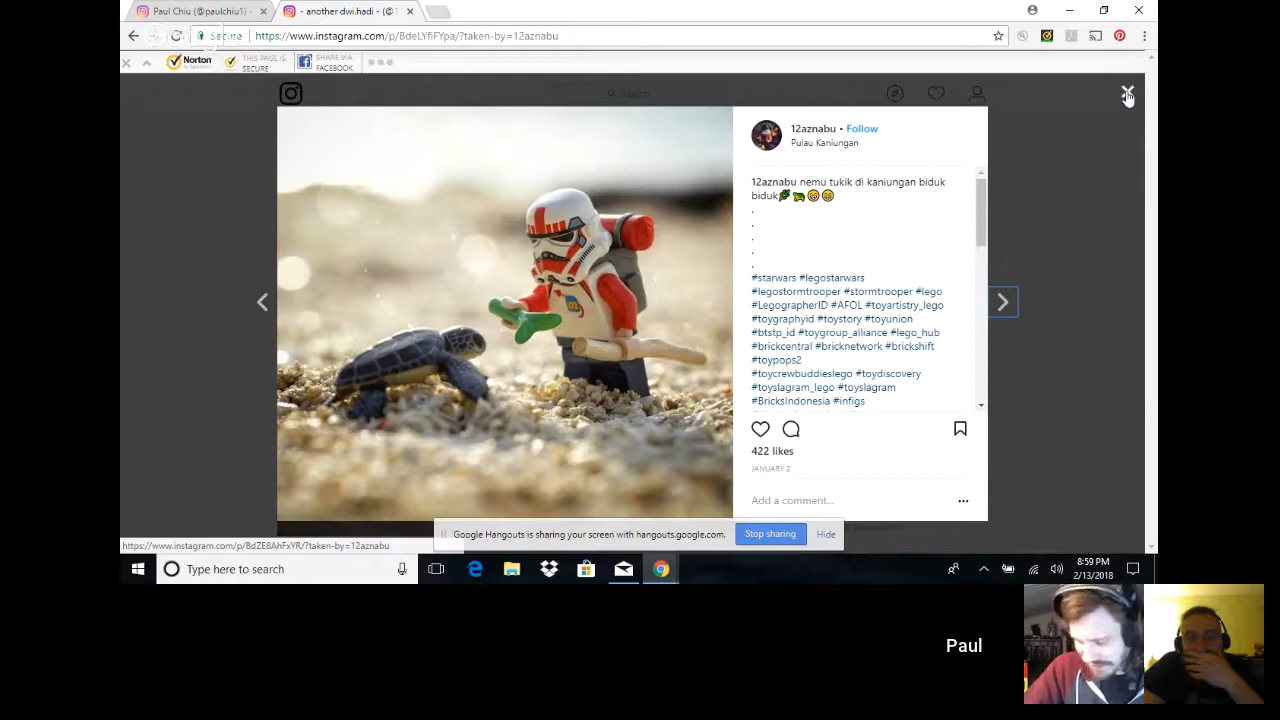 Paul Chiu (@paulchiu1)
- another dwi.hadi - (@1
Secure
https://www.instagram.com/p/BdeLYfiFYpa/?taken-by=12aznabu
Norton
THIS PAGE IS
SECURE
SHARE VIA
FACEBOOK
Search
12aznabu • Follow
Pulau Kaniungan
12aznabu nemu tukik di kaniungan biduk
biduk
.
.
.
.
.
#starwars #legostarwars
#legostormtrooper #stormtrooper #lego
#LegographerID #AFOL #toyartistry_lego
#toygraphyid #toystory #toyunion
#btstp_id #toygroup_alliance #lego_hub
#brickcentral #bricknetwork #brickshift
#toypops2
#toycrewbuddieslego #toydiscovery
#toyslagram_lego #toyslagram
#BricksIndonesia #infigs
422 likes
JANUARY 2
Add a comment...
Google Hangouts is sharing your screen with hangouts.google.com.
Stop sharing
Hide
https://www.instagram.com/p/BdZE8AhFxYR/?taken-by=12aznabu
Type here to search
8:59 PM
2/13/2018
Paul